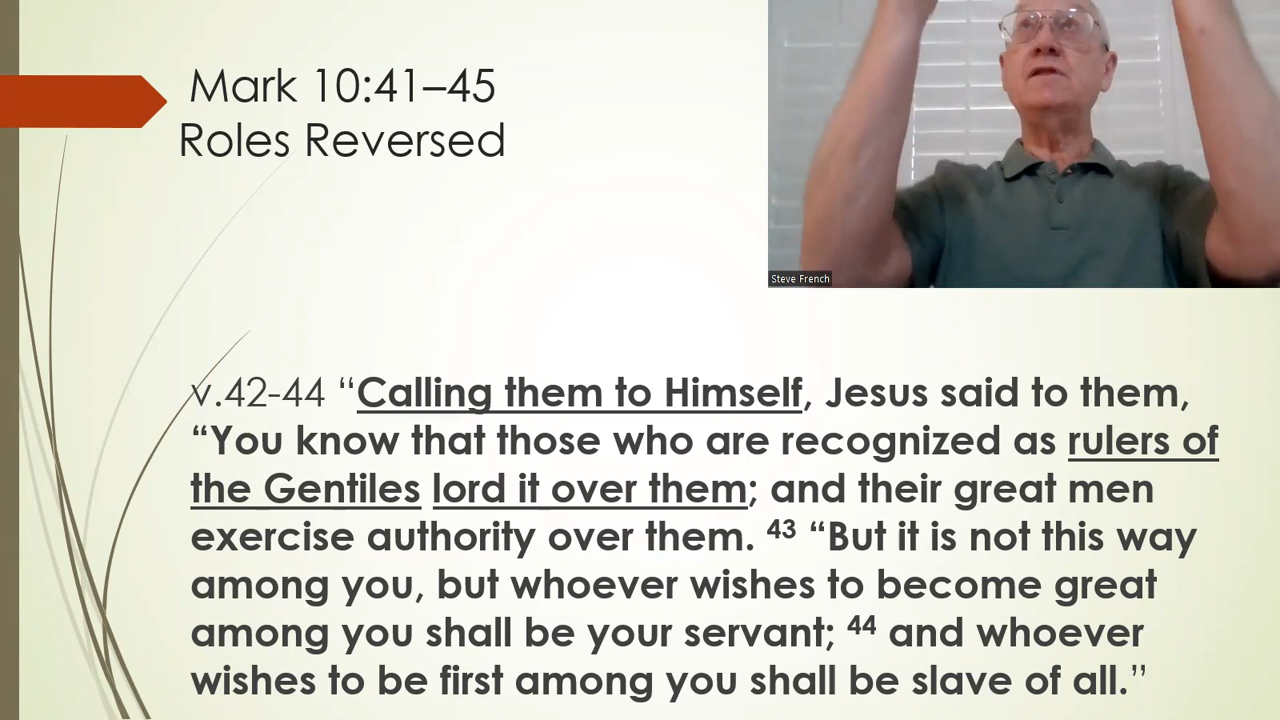 Mark 10:41–45
Roles Reversed
Steve French
v.42-44 “Calling them to Himself, Jesus said to them,
“You know that those who are recognized as rulers of
the Gentiles lord it over them; and their great men
exercise authority over them. ⁴³ “But it is not this way
among you, but whoever wishes to become great
among you shall be your servant; ⁴⁴ and whoever
wishes to be first among you shall be slave of all.”